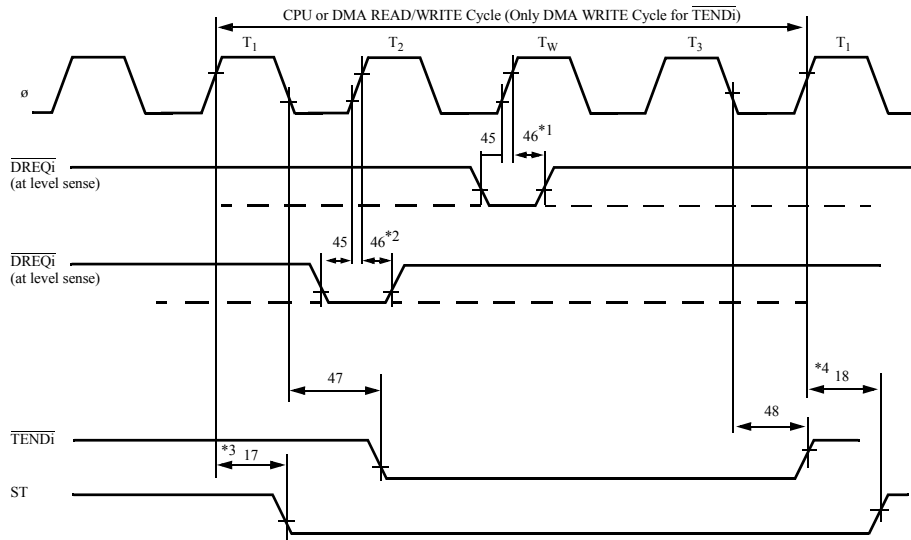 CPU or DMA READ/WRITE Cycle (Only DMA WRITE Cycle for TENDi)
T1 T2 TW T3 T1
ø
45 46*1
DREQi
(at level sense)
45 46*2
DREQi
(at level sense)
47 *4 18
48
TENDi
*3 17
ST